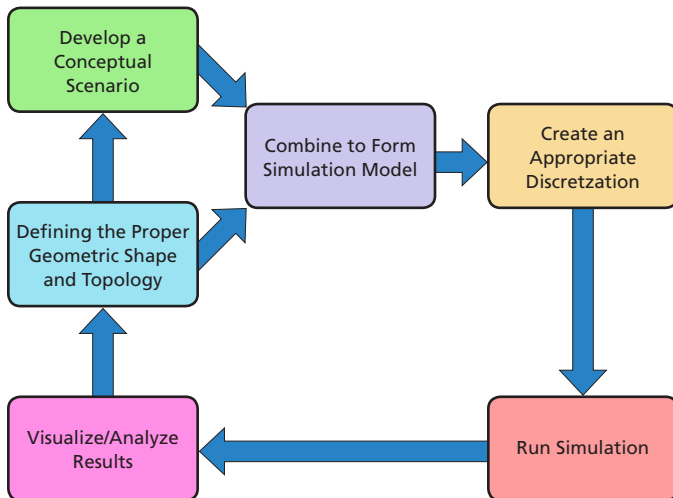 Develop a
Conceptual
Scenario
Combine to Form
Simulation Model
Create an
Appropriate
Discretzation
Defining the Proper
Geometric Shape
and Topology
Visualize/Analyze
Results
Run Simulation